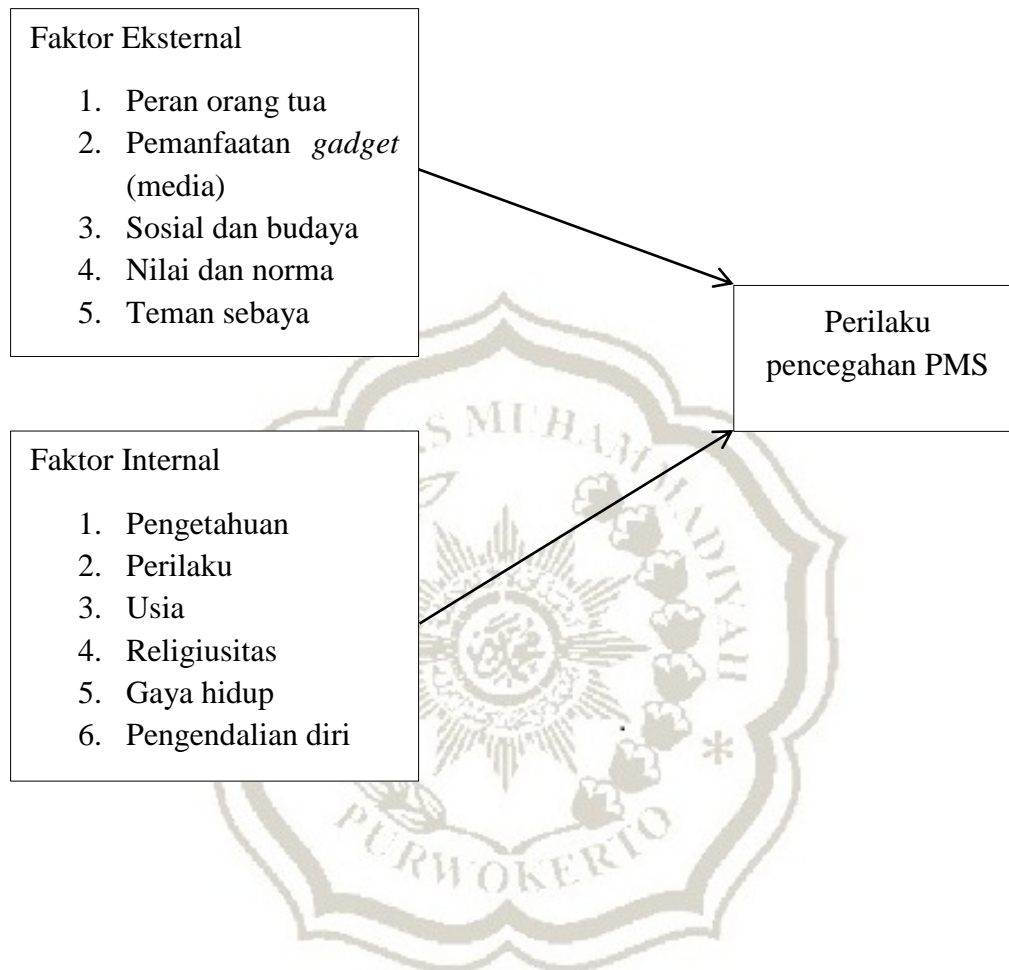 Faktor Eksternal
1. Peran orang tua
2. Pemanfaatan gadget
(media)
3. Sosial dan budaya
4. Nilai dan norma
5. Teman sebaya
Perilaku
pencegahan PMS
Faktor Internal
1. Pengetahuan
2. Perilaku
3. Usia
4. Religiusitas
5. Gaya hidup
6. Pengendalian diri
S MUHAMMADIYAH
PURWOKERTO